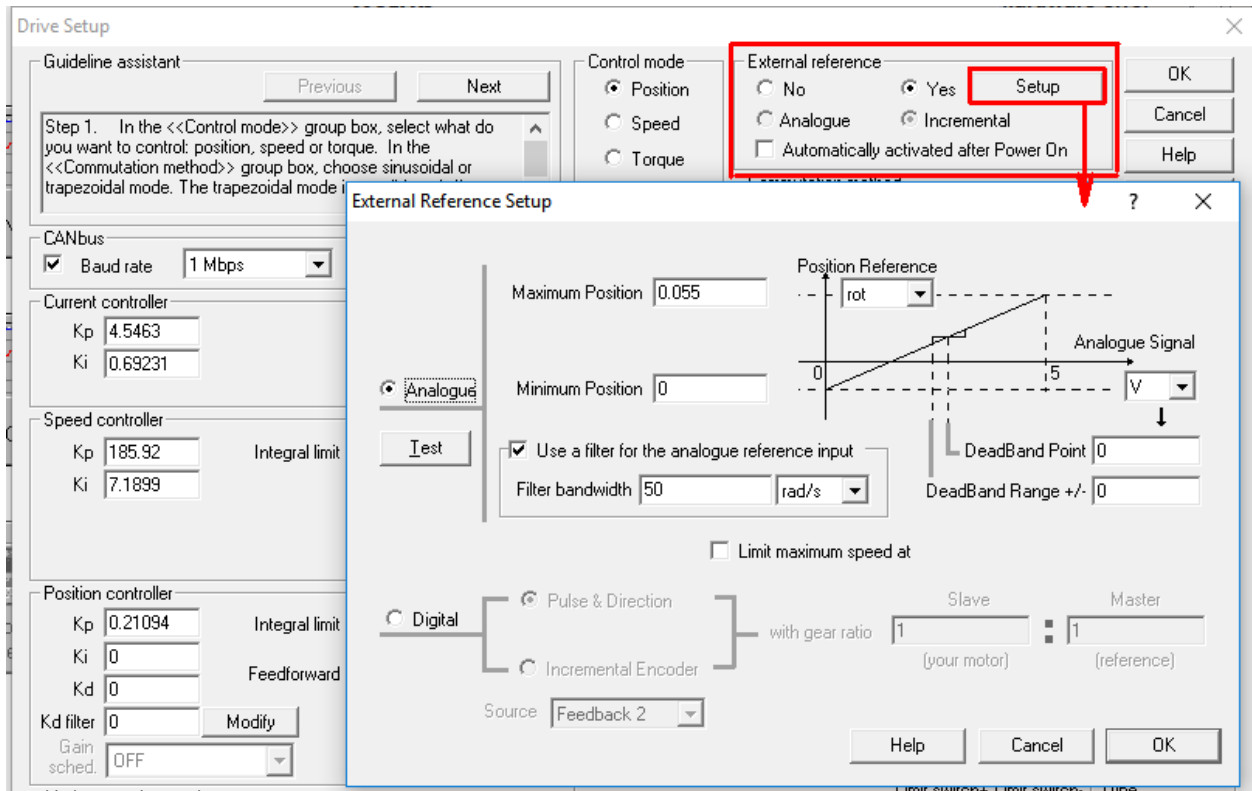 Drive Setup
Guideline assistant
Previous
Next
Step 1. In the <<Control mode>> group box, select what do
you want to control: position, speed or torque. In the
<<Commutation method>> group box, choose sinusoidal or
trapezoidal mode. The trapezoidal mode
Control mode
Position
Speed
Torque
External reference
No
Yes
Setup
Analogue
Incremental
Automatically activated after Power On
OK
Cancel
Help
CANbus
Baud rate
1 Mbps
Current controller
Kp 4.5463
Ki 0.69231
Speed controller
Kp 185.92
Integral limit
Ki 7.1899
Position controller
Kp 0.21094
Integral limit
Ki 0
Feedforward
Kd 0
Kd filter 0
Modify
Gain
sched.
OFF
External Reference Setup
?
Analogue
Test
Maximum Position 0.055
Minimum Position 0
Position Reference
rot
Analogue Signal
0
5
V
Use a filter for the analogue reference input
Filter bandwidth 50 rad/s
DeadBand Point 0
DeadBand Range +/- 0
Limit maximum speed at
Digital
Pulse & Direction
Incremental Encoder
with gear ratio
Slave
Master
1 : 1
(your motor)
(reference)
Source Feedback 2
Help
Cancel
OK